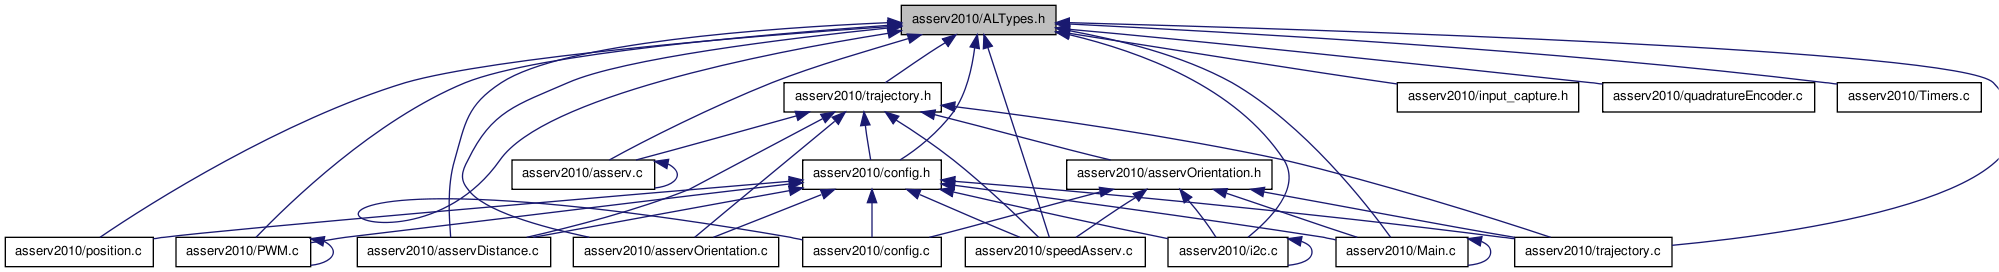 asserv2010/ALTypes.h
asserv2010/trajectory.h
asserv2010/input_capture.h
asserv2010/quadratureEncoder.c
asserv2010/Timers.c
asserv2010/asserv.c
asserv2010/config.h
asserv2010/asservOrientation.h
asserv2010/position.c
asserv2010/PWM.c
asserv2010/asservDistance.c
asserv2010/asservOrientation.c
asserv2010/config.c
asserv2010/speedAsserv.c
asserv2010/i2c.c
asserv2010/Main.c
asserv2010/trajectory.c